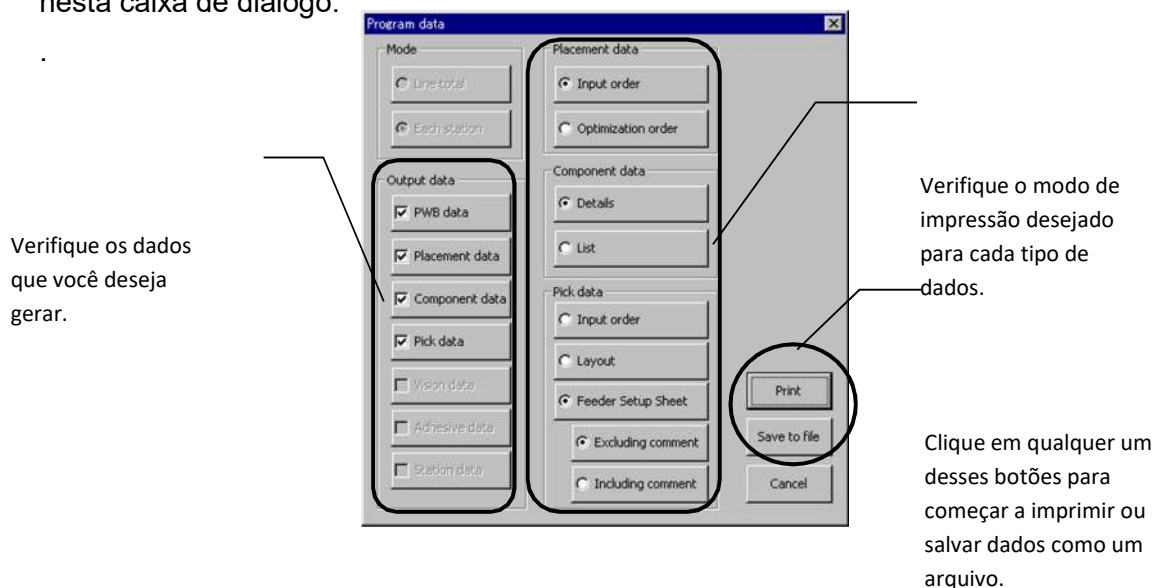 nesta caixa de diálogo.
.
Program data
Mode
Line total
Each station
Output data
PWB data
Placement data
Component data
Pick data
Vision data
Adhesive data
Station data
Placement data
Input order
Optimization order
Component data
Details
List
Pick data
Input order
Layout
Feeder Setup Sheet
Excluding comment
Including comment
Print
Save to file
Cancel
Verifique os dados
que você deseja
gerar.
Verifique o modo de
impressão desejado
para cada tipo de
dados.
Clique em qualquer um
desses botões para
começar a imprimir ou
salvar dados como um
arquivo.